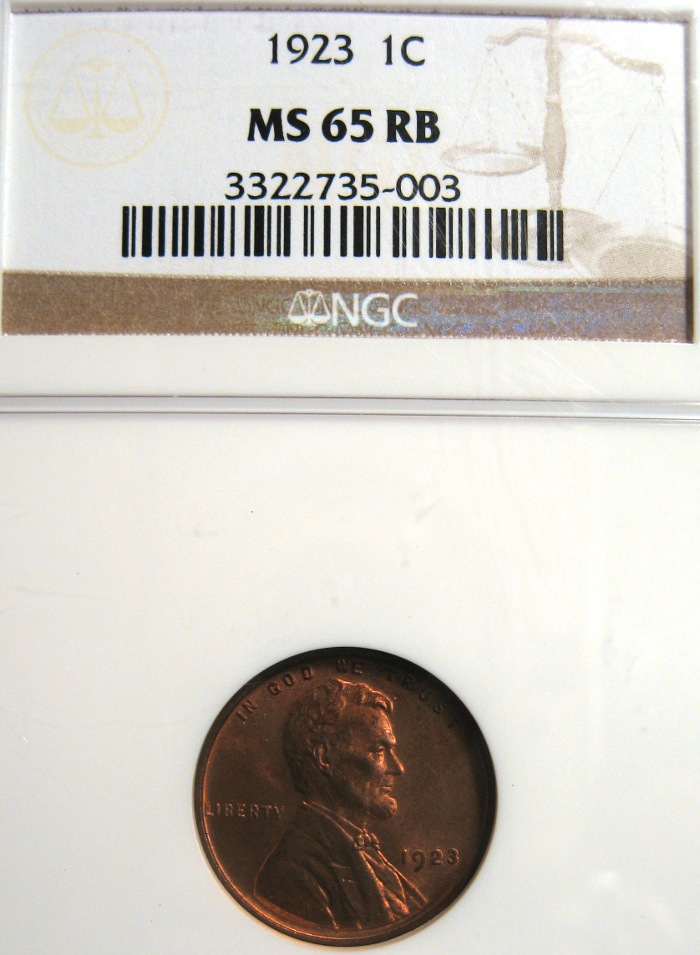 1923 1C
MS 65 RB
3322735-003
NGC
IN GOD WE TRUST
LIBERTY
1923